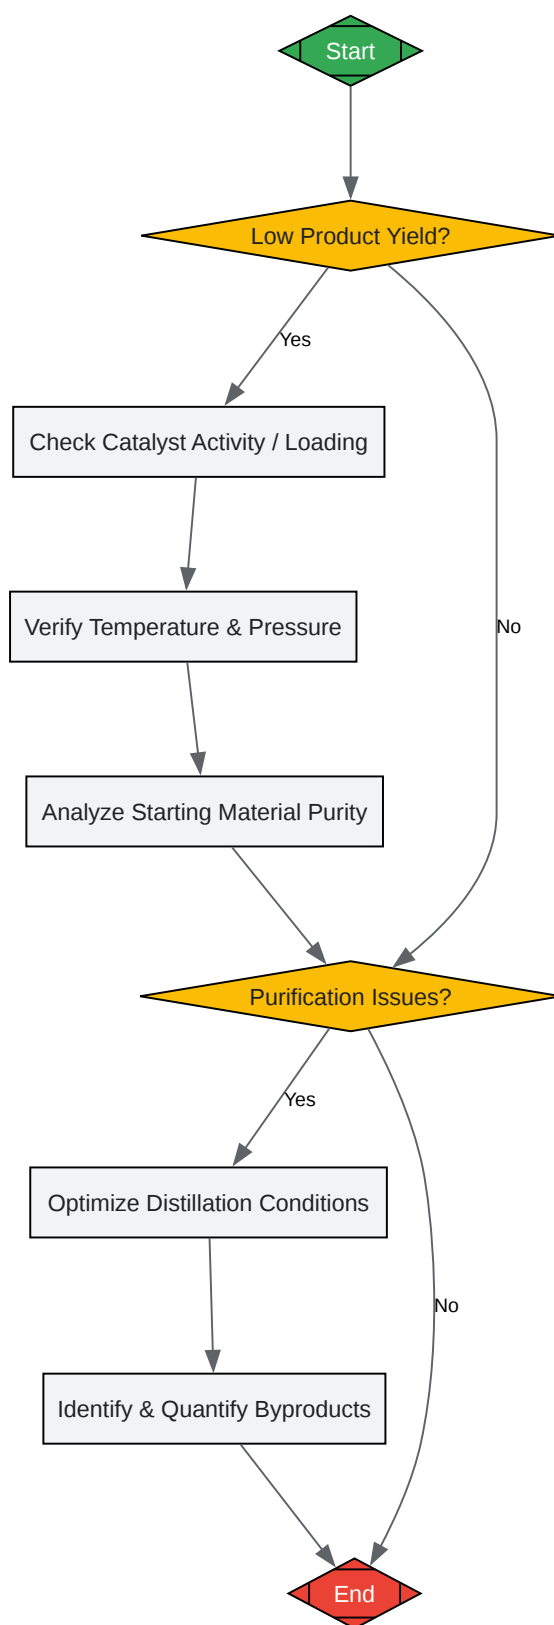 Start
Low Product Yield?
Yes
Check Catalyst Activity / Loading
Verify Temperature & Pressure
No
Analyze Starting Material Purity
Purification Issues?
Yes
Optimize Distillation Conditions
No
Identify & Quantify Byproducts
End